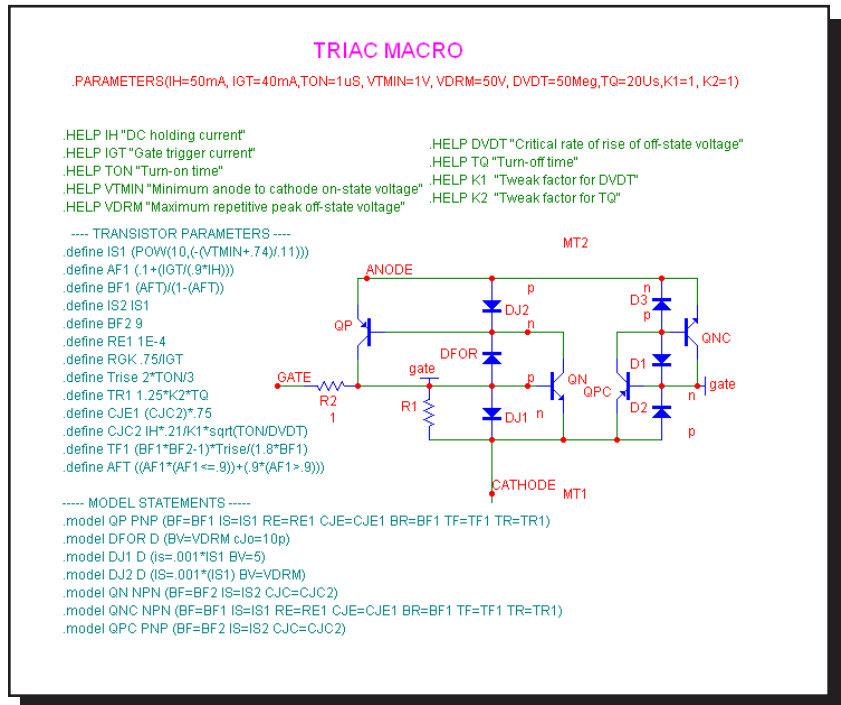 TRIAC MACRO
.PARAMETERS(IH=50mA, IGT=40mA,TON=1uS, VTMIN=1V, VDRM=50V, DVDT=50Meg,TQ=20Us,K1=1, K2=1)
.HELP IH "DC holding current"
.HELP IGT "Gate trigger current"
.HELP TON "Turn-on time"
.HELP VTMIN "Minimum anode to cathode on-state voltage"
.HELP VDRM "Maximum repetitive peak off-state voltage"
.HELP DVDT "Critical rate of rise of off-state voltage"
.HELP TQ "Turn-off time"
.HELP K1 "Tweak factor for DVDT"
.HELP K2 "Tweak factor for TQ"
---- TRANSISTOR PARAMETERS ----
.define IS1 (POW(10,(-(VTMIN+.74)/.11)))
.define AF1 (.1+(IGT/(.9*IH)))
.define BF1 (AFT)/(1-(AFT))
.define IS2 IS1
.define BF2 9
.define RE1 1E-4
.define RGK .75/IGT
.define Trise 2*TON/3
.define TR1 1.25*K2*TQ
.define CJE1 (CJC2)*.75
.define CJC2 IH*.21/K1*sqrt(TON/DVDT)
.define TF1 (BF1*BF2-1)*Trise/(1.8*BF1)
.define AFT ((AF1*(AF1<=.9))+(.9*(AF1>.9)))
MT2
ANODE
p
n
DJ2
D3
n
p
QP
QNC
DFOR
D1
gate
p
QN
QPC
gate
GATE
R2
1
R1
DJ1
n
D2
n
p
CATHODE
MT1
----- MODEL STATEMENTS -----
.model QP PNP (BF=BF1 IS=IS1 RE=RE1 CJE=CJE1 BR=BF1 TF=TF1 TR=TR1)
.model DFOR D (BV=VDRM cJo=10p)
.model DJ1 D (is=.001*IS1 BV=5)
.model DJ2 D (IS=.001*(IS1) BV=VDRM)
.model QN NPN (BF=BF2 IS=IS2 CJC=CJC2)
.model QNC NPN (BF=BF1 IS=IS1 RE=RE1 CJE=CJE1 BR=BF1 TF=TF1 TR=TR1)
.model QPC PNP (BF=BF2 IS=IS2 CJC=CJC2)